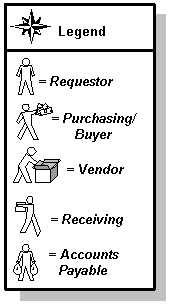 Legend
= Requestor
= Purchasing/
Buyer
= Vendor
= Receiving
= Accounts
Payable